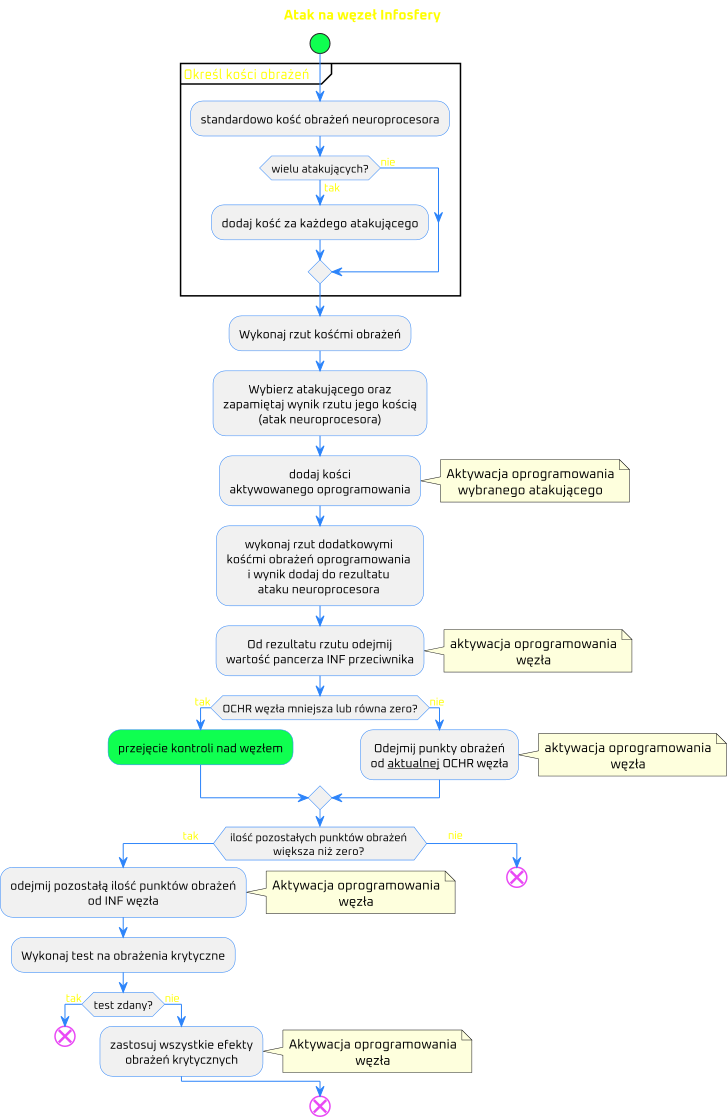 Atak na węzeł Infosfery
Określ kości obrażeń
standardowo kość obrażeń neuroprocesora
wielu atakujących?
nie
tak
dodaj kość za każdego atakującego
Wykonaj rzut kośćmi obrażeń
Wybierz atakującego oraz
zapamiętaj wynik rzutu jego kością
(atak neuroprocesora)
dodaj kości
aktywowanego oprogramowania
Aktywacja oprogramowania
wybranego atakującego
wykonaj rzut dodatkowymi
kośćmi obrażeń oprogramowania
i wynik dodaj do rezultatu
ataku neuroprocesora
Od rezultatu rzutu odejmij
wartość pancerza INF przeciwnika
aktywacja oprogramowania
węzła
tak
OCHR węzła mniejsza lub równa zero?
nie
przejęcie kontroli nad węzłem
Odejmij punkty obrażeń
od aktualnej OCHR węzła
aktywacja oprogramowania
węzła
tak
ilość pozostałych punktów obrażeń
większa niż zero?
nie
odejmij pozostałą ilość punktów obrażeń
od INF węzła
Aktywacja oprogramowania
węzła
Wykonaj test na obrażenia krytyczne
tak
test zdany?
nie
zastosuj wszystkie efekty
obrażeń krytycznych
Aktywacja oprogramowania
węzła